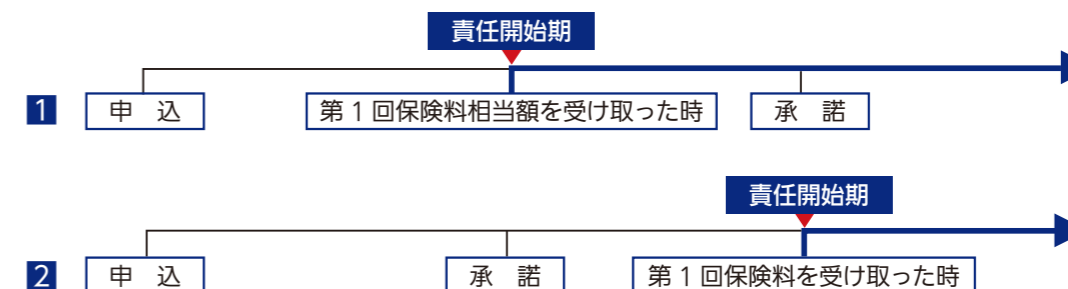 責任開始期
1 申 込 第1回保険料相当額を受け取った時 承 諾
責任開始期
2 申 込 承 諾 第1回保険料を受け取った時